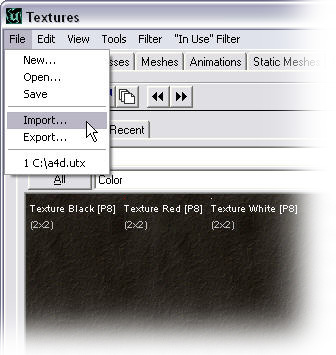 Textures
File Edit View Tools Filter "In Use" Filter
New...
Open...
Save
Import...
Export...
1 C:\a4d.utx
Meshes Animations Static Meshes
Recent
All Color
Texture Black [P8] Texture Red [P8] Texture White [P8]
(2x2) (2x2) (2x2)